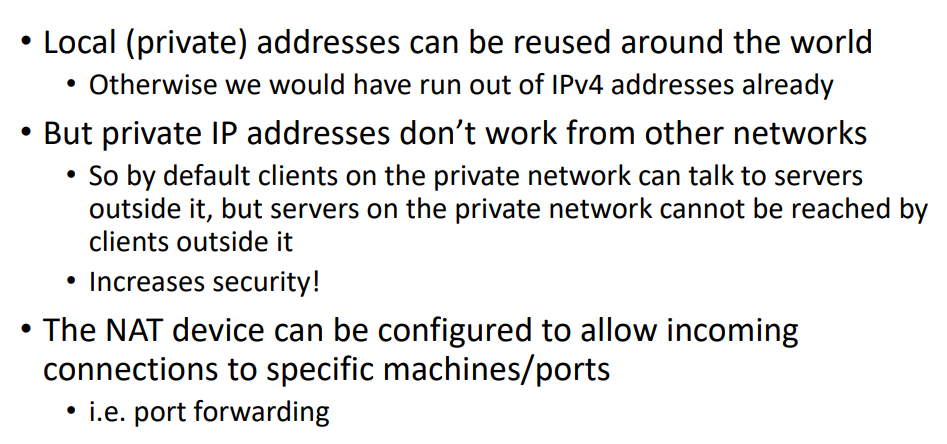 • Local (private) addresses can be reused around the world
• Otherwise we would have run out of IPv4 addresses already
• But private IP addresses don’t work from other networks
• So by default clients on the private network can talk to servers
outside it, but servers on the private network cannot be reached by
clients outside it
• Increases security!
• The NAT device can be configured to allow incoming
connections to specific machines/ports
• i.e. port forwarding